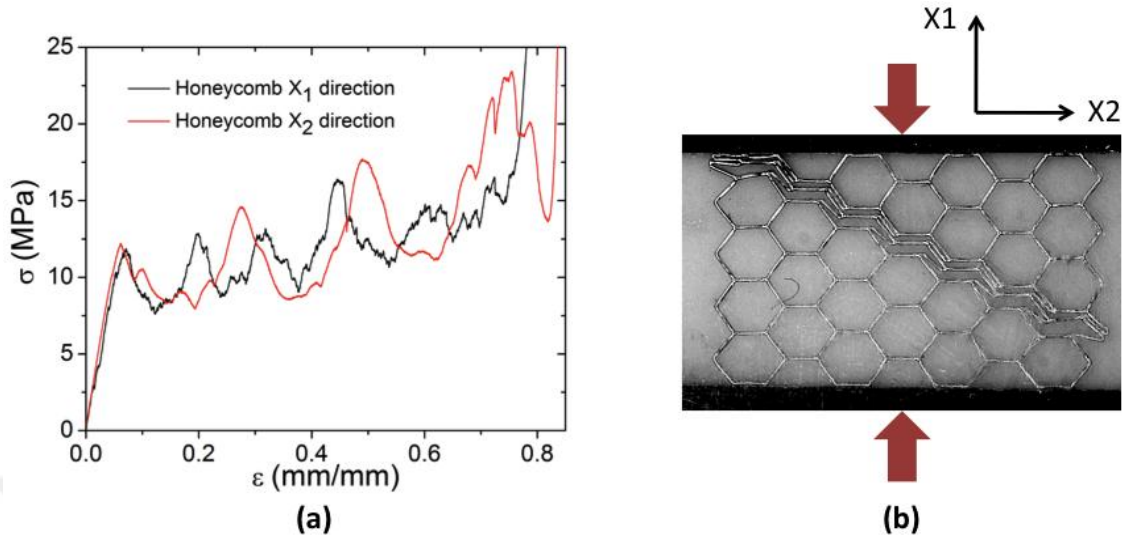 25
20
15
10
5
0
σ (MPa)
Honeycomb X₁ direction
Honeycomb X₂ direction
0.0 0.2 0.4 0.6 0.8
ε (mm/mm)
(a)
X1
X2
(b)